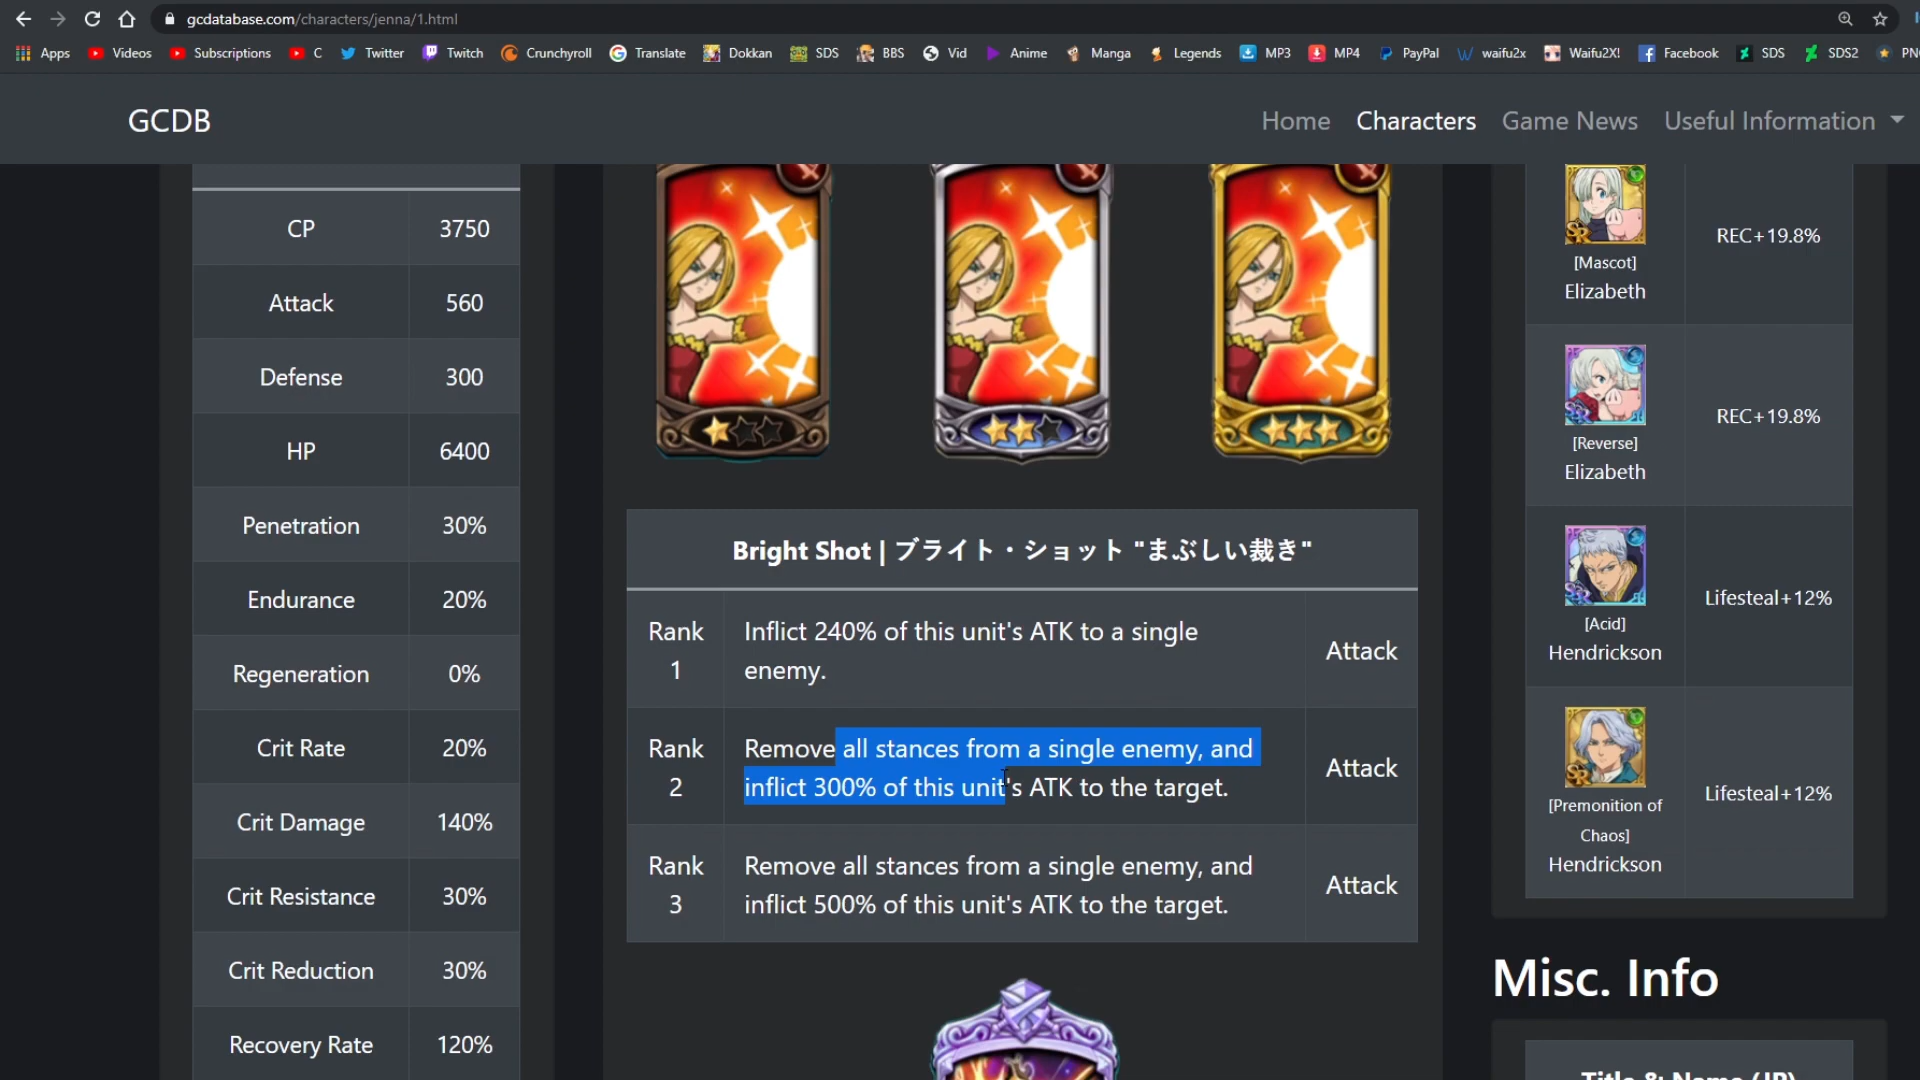 gcdatabase.com/characters/jenna/1.html
Apps Videos Subscriptions C Twitter Twitch Crunchyroll Translate Dokkan SDS BBS Vid Anime Manga Legends MP3 MP4 PayPal waifu2x Waifu2X! Facebook SDS SDS2
GCDB
Home Characters Game News Useful Information
CP 3750
Attack 560
Defense 300
HP 6400
Penetration 30%
Endurance 20%
Regeneration 0%
Crit Rate 20%
Crit Damage 140%
Crit Resistance 30%
Crit Reduction 30%
Recovery Rate 120%
Bright Shot | ブライト・ショット "まぶしい裁き"
Rank 1
Inflict 240% of this unit's ATK to a single
enemy.
Attack
Rank 2
Remove all stances from a single enemy, and
inflict 300% of this unit's ATK to the target.
Attack
Rank 3
Remove all stances from a single enemy, and
inflict 500% of this unit's ATK to the target.
Attack
SR
[Mascot]
Elizabeth
REC+19.8%
SSR
[Reverse]
Elizabeth
REC+19.8%
SSR
[Acid]
Hendrickson
Lifesteal+12%
SR
[Premonition of
Chaos]
Hendrickson
Lifesteal+12%
Misc. Info
Title & Name (JP)